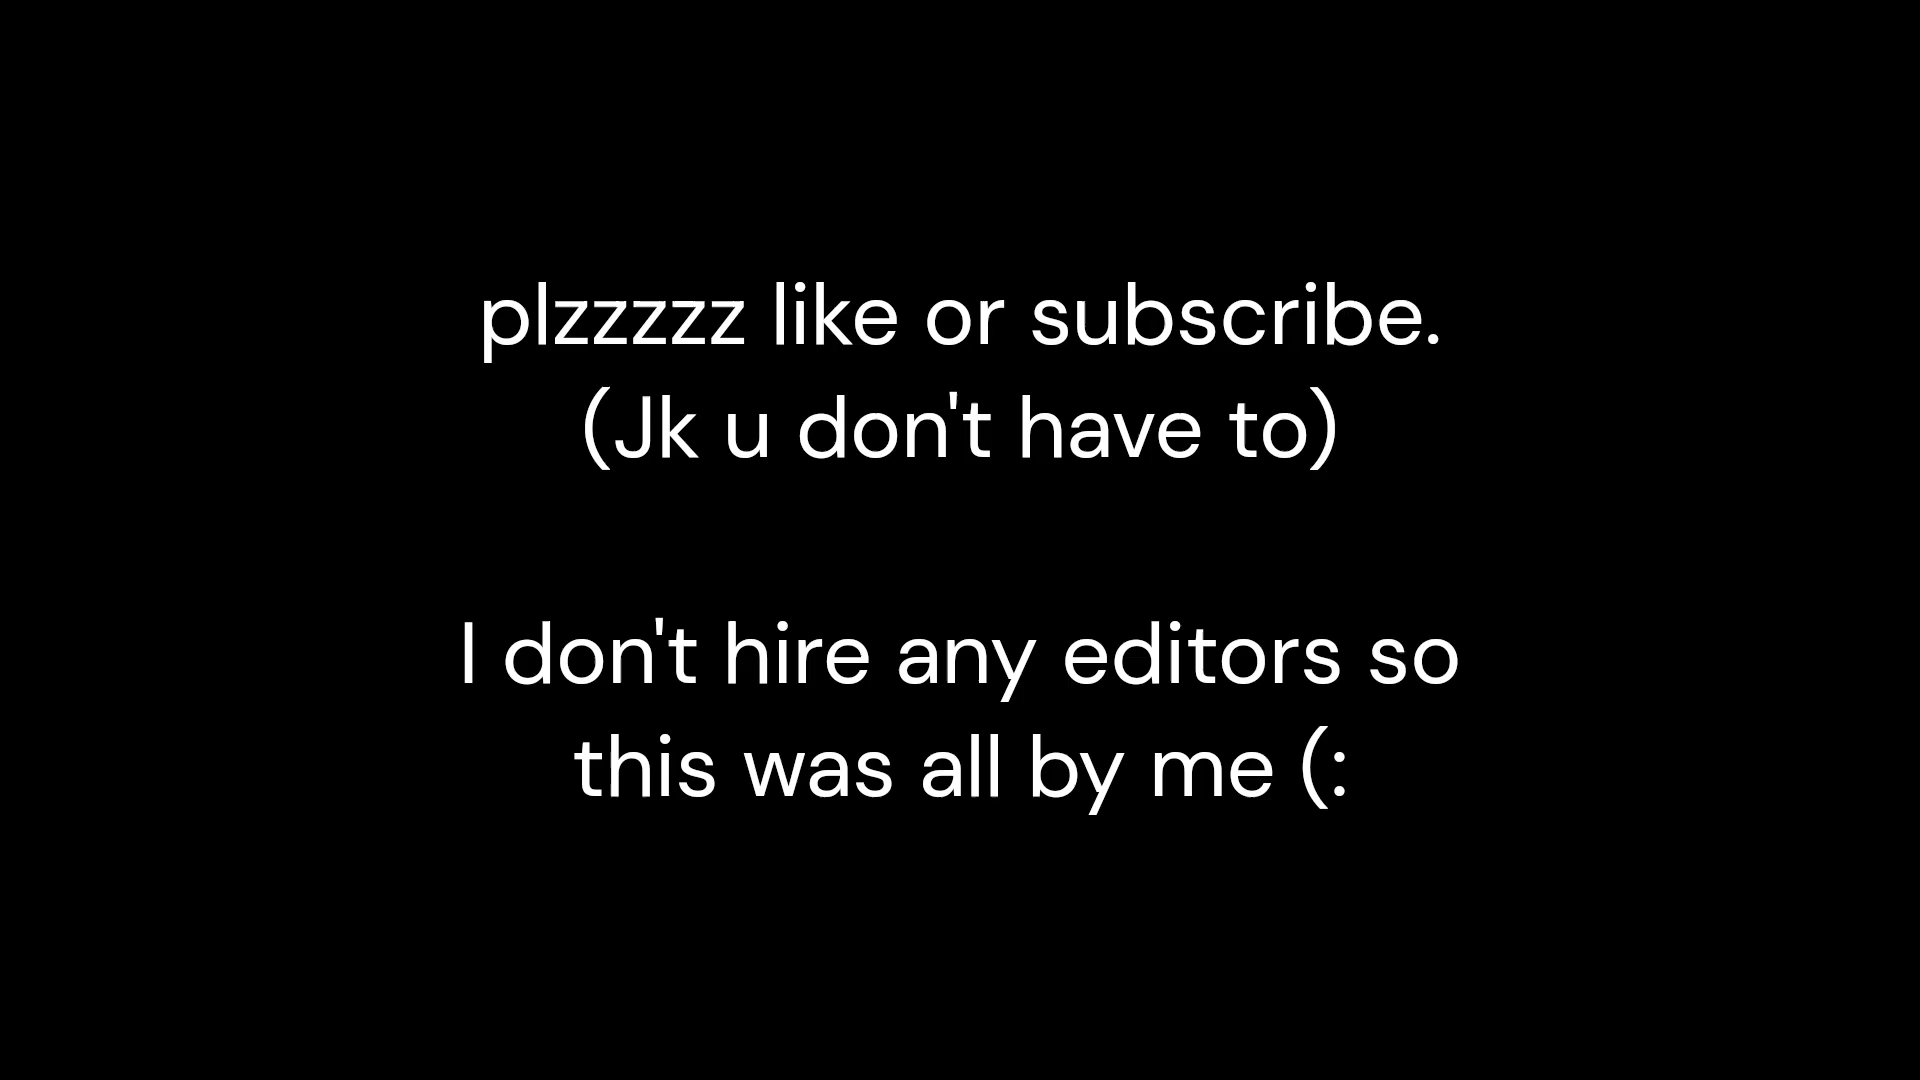 plzzzzz like or subscribe.
(Jk u don't have to)
I don't hire any editors so
this was all by me (: